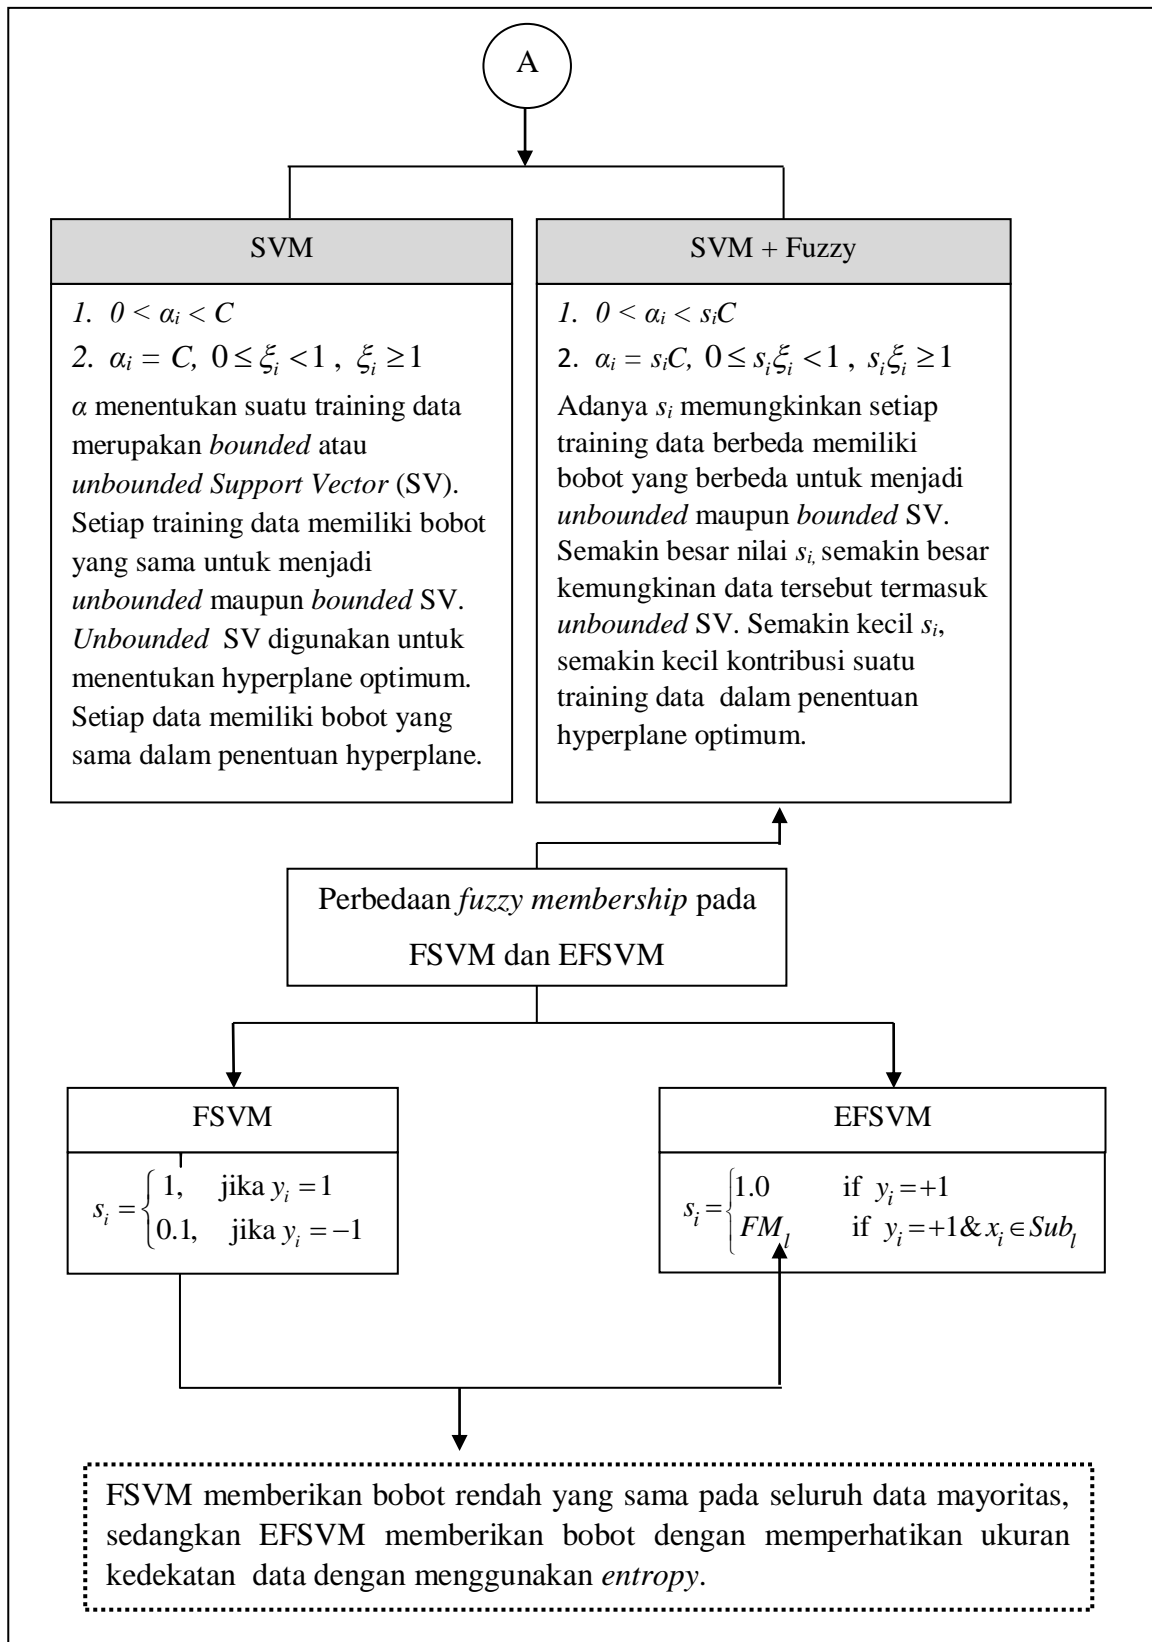 A
SVM
1. 0 < αᵢ < C
2. αᵢ = C, 0 ≤ ξᵢ < 1 , ξᵢ ≥ 1
α menentukan suatu training data
merupakan bounded atau
unbounded Support Vector (SV).
Setiap training data memiliki bobot
yang sama untuk menjadi
unbounded maupun bounded SV.
Unbounded SV digunakan untuk
menentukan hyperplane optimum.
Setiap data memiliki bobot yang
sama dalam penentuan hyperplane.
SVM + Fuzzy
1. 0 < αᵢ < sᵢC
2. αᵢ = sᵢC, 0 ≤ sᵢξᵢ < 1 , sᵢξᵢ ≥ 1
Adanya sᵢ memungkinkan setiap
training data berbeda memiliki
bobot yang berbeda untuk menjadi
unbounded maupun bounded SV.
Semakin besar nilai sᵢ, semakin besar
kemungkinan data tersebut termasuk
unbounded SV. Semakin kecil sᵢ,
semakin kecil kontribusi suatu
training data dalam penentuan
hyperplane optimum.
Perbedaan fuzzy membership pada
FSVM dan EFSVM
FSVM
sᵢ = { 1, jika yᵢ = 1
0.1, jika yᵢ = −1
EFSVM
sᵢ = { 1.0 if yᵢ = +1
FMₗ if yᵢ = +1 & xᵢ ∈ Subₗ
FSVM memberikan bobot rendah yang sama pada seluruh data mayoritas,
sedangkan EFSVM memberikan bobot dengan memperhatikan ukuran
kedekatan data dengan menggunakan entropy.